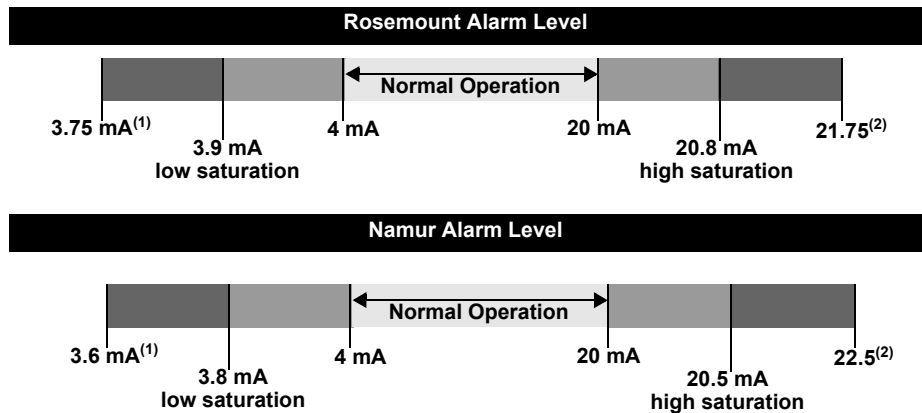 Rosemount Alarm Level
Normal Operation
3.75 mA(1)
4 mA
20 mA
21.75(2)
3.9 mA
low saturation
20.8 mA
high saturation
Namur Alarm Level
Normal Operation
3.6 mA(1)
4 mA
20 mA
22.5(2)
3.8 mA
low saturation
20.5 mA
high saturation